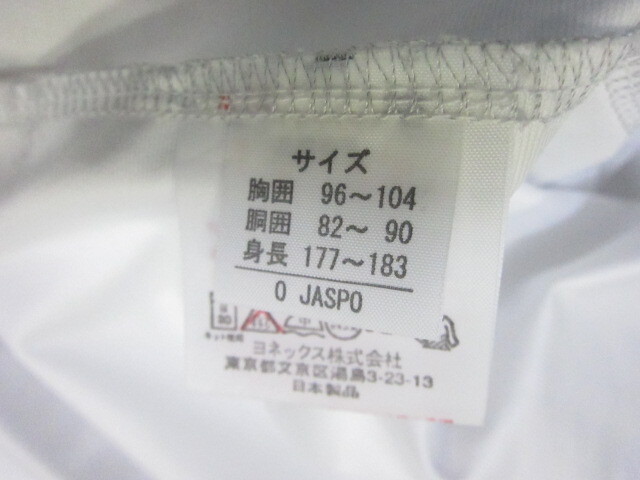 サイズ
胸囲 96～104
胴囲 82～ 90
身長 177～183
O JASPO
ヨネックス株式会社
東京都文京区湯島3-23-13
日本製品